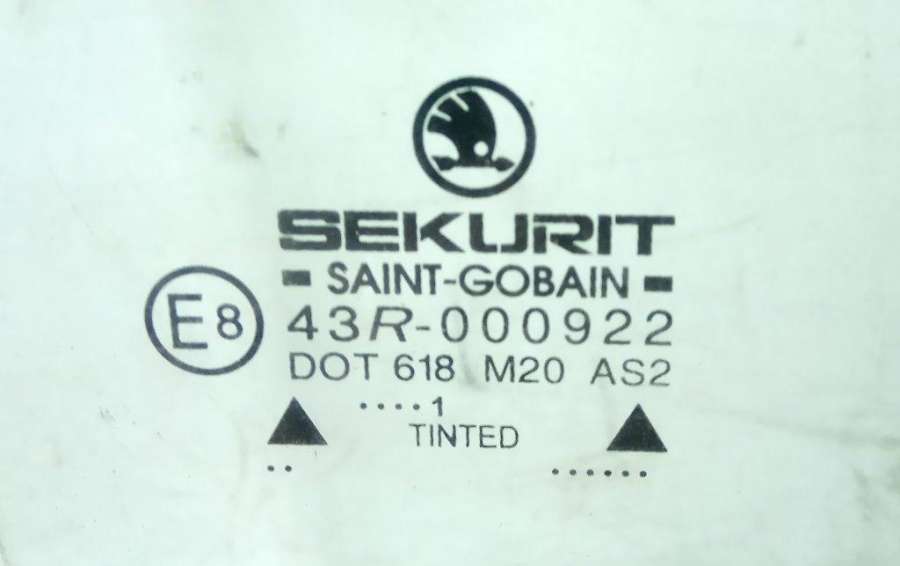 SEKURIT
SAINT-GOBAIN
E8 43R-000922
DOT 618 M20 AS2
....1
TINTED
.. ......